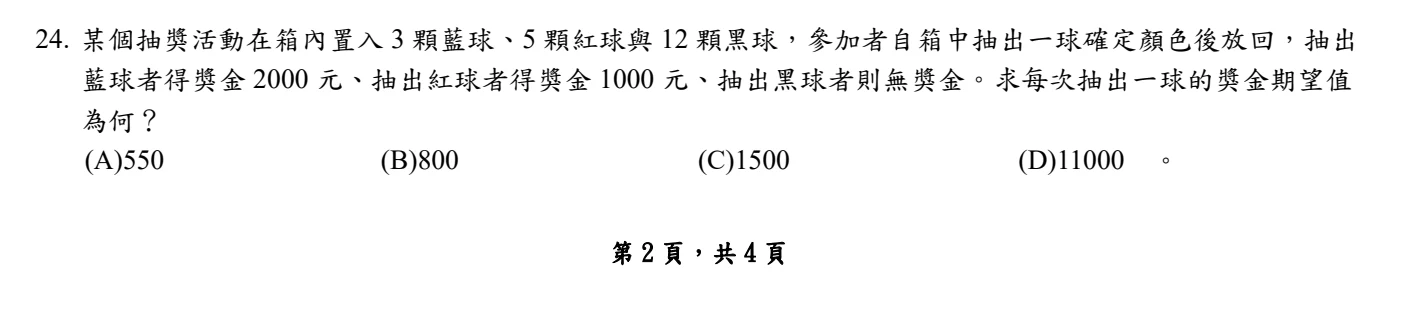 24. 某個抽獎活動在箱內置入 3 顆藍球、5 顆紅球與 12 顆黑球，參加者自箱中抽出一球確定顏色後放回，抽出
藍球者得獎金 2000 元、抽出紅球者得獎金 1000 元、抽出黑球者則無獎金。求每次抽出一球的獎金期望值
為何？
(A)550 (B)800 (C)1500 (D)11000 。
第 2 頁，共 4 頁